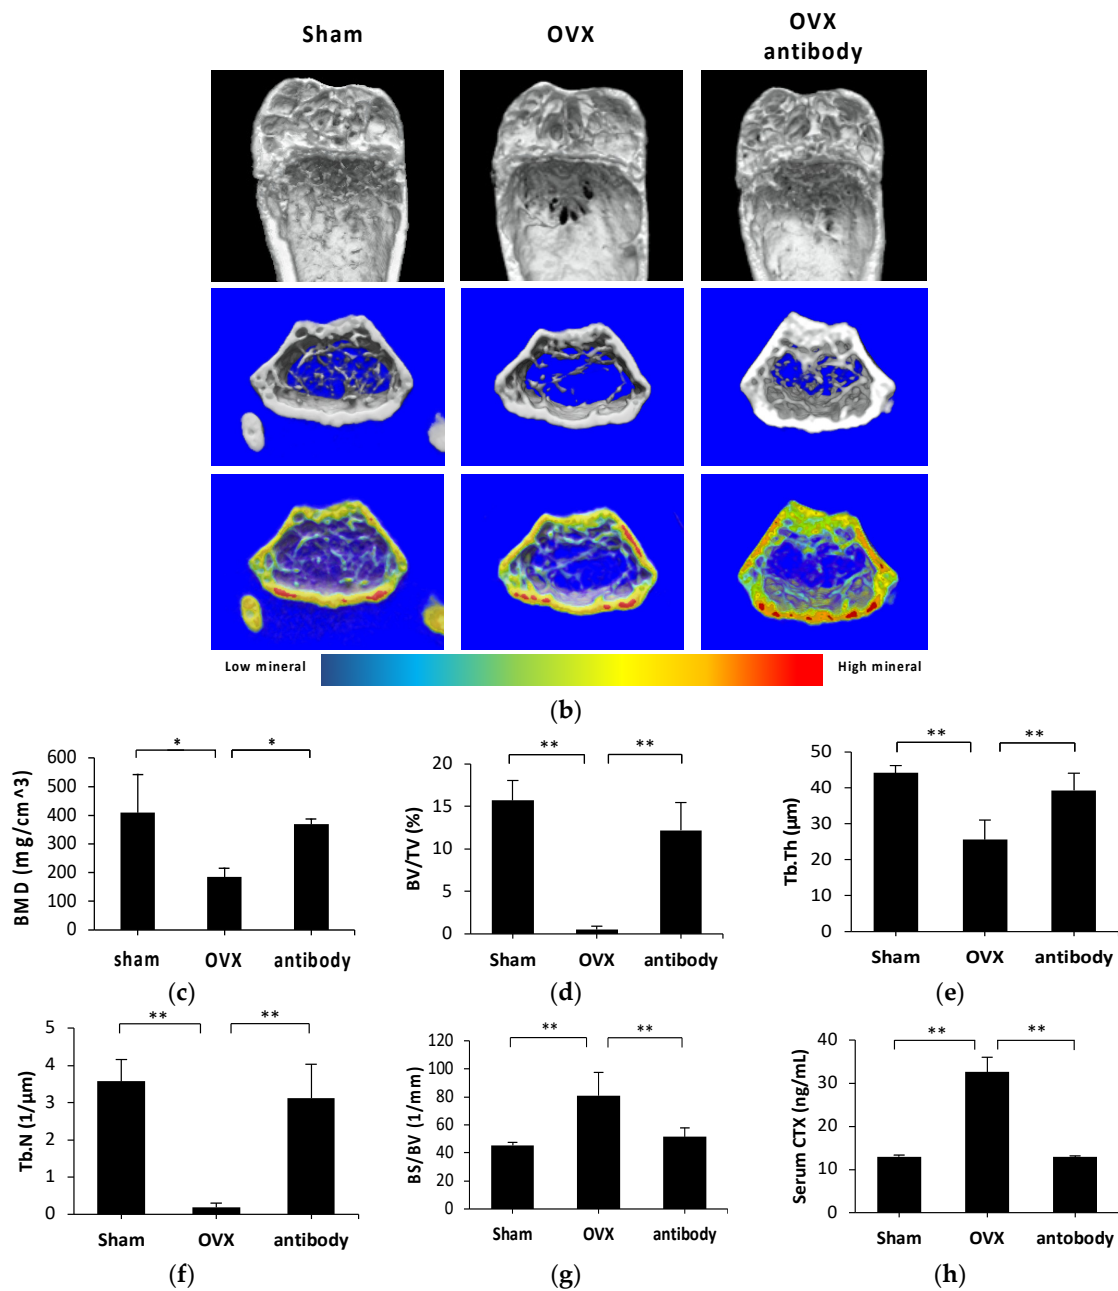 Sham
OVX
OVX
antibody
Low mineral
High mineral
(b)
BMD (mg/cm^3)
600
500
400
300
200
100
0
*
*
sham
OVX
antibody
(c)
BV/TV (%)
20
15
10
5
0
**
**
Sham
OVX
antibody
(d)
Tb.Th (μm)
50
40
30
20
10
0
**
**
Sham
OVX
antibody
(e)
Tb.N (1/μm)
5
4
3
2
1
0
**
**
Sham
OVX
antibody
(f)
BS/BV (1/mm)
120
100
80
60
40
20
0
**
**
Sham
OVX
antibody
(g)
Serum CTX (ng/mL)
40
30
20
10
0
**
**
Sham
OVX
antobody
(h)